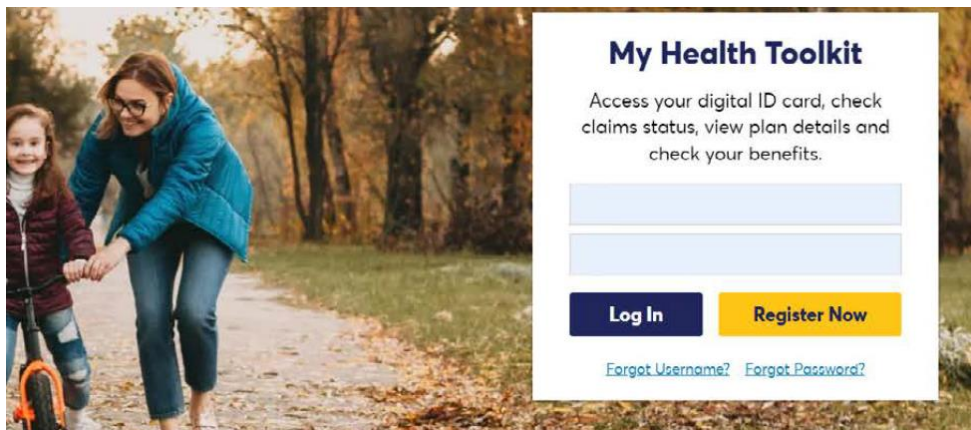 My Health Toolkit
Access your digital ID card, check
claims status, view plan details and
check your benefits.
Log In
Register Now
Forgot Username?
Forgot Password?